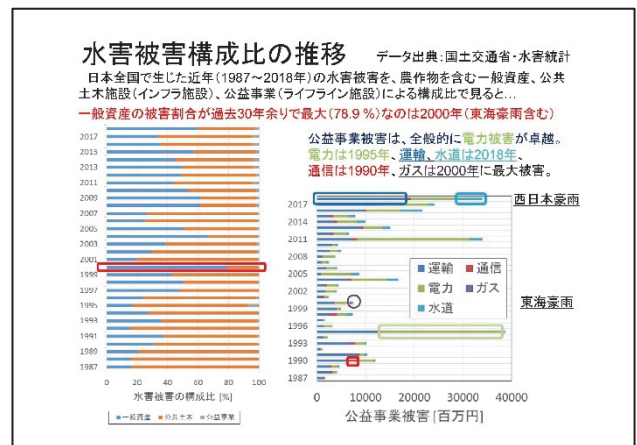 水害被害構成比の推移
データ出典：国土交通省・水害統計
日本全国で生じた近年（1987～2018年）の水害被害を、農作物を含む一般資産、公共
土木施設（インフラ施設）、公益事業（ライフライン施設）による構成比で見ると…
一般資産の被害割合が過去30年余りで最大（78.9 %）なのは2000年（東海豪雨含む）
公益事業被害は、全般的に電力被害が卓越。
電力は1995年、運輸、水道は2018年、
通信は1990年、ガスは2000年に最大被害。
2017
2015
2013
2011
2009
2007
2005
2003
2001
1999
1997
1995
1993
1991
1989
1987
0 20 40 60 80 100
水害被害の構成比 [%]
一般資産 公共土木 公益事業
2017
2014
2011
2008
2005
2002
1999
1996
1993
1990
1987
運輸 通信
電力 ガス
水道
西日本豪雨
東海豪雨
0 10000 20000 30000 40000
公益事業被害 [百万円]